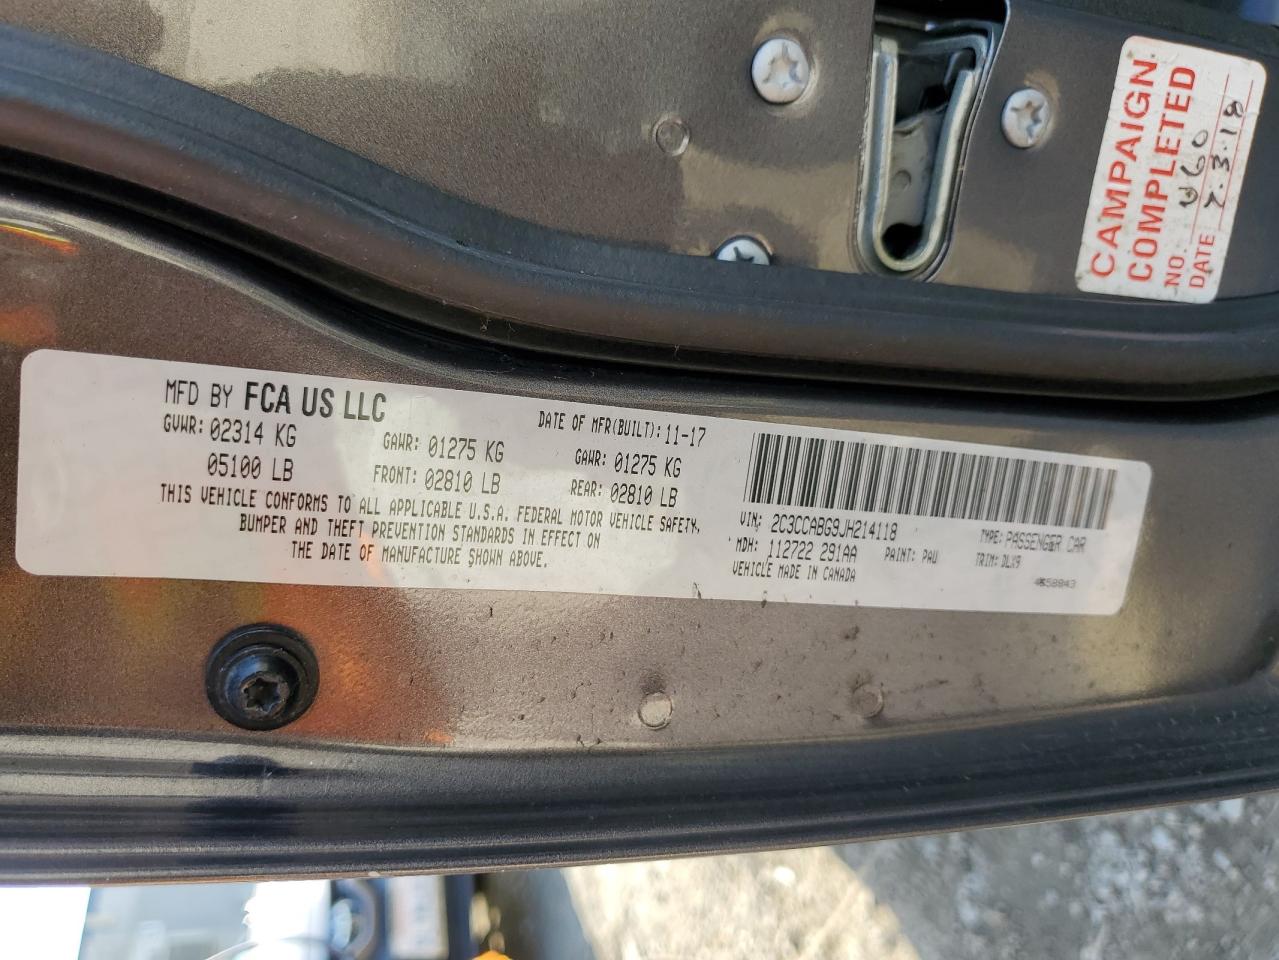 CAMPAIGN
COMPLETED
NO. U60
DATE 2.3.18
MFD BY FCA US LLC
DATE OF MFR(BUILT): 11-17
GVWR: 02314 KG
GAWR: 01275 KG
GAWR: 01275 KG
05100 LB
FRONT: 02810 LB
REAR: 02810 LB
THIS VEHICLE CONFORMS TO ALL APPLICABLE U.S.A. FEDERAL MOTOR VEHICLE SAFETY,
BUMPER AND THEFT PREVENTION STANDARDS IN EFFECT ON
THE DATE OF MANUFACTURE SHOWN ABOVE.
VIN: 2C3CCABG9JH214118
TYPE: PASSENGER CAR
MDH: 112722 291AA
PAINT: PAU
TRIM: DLX9
VEHICLE MADE IN CANADA